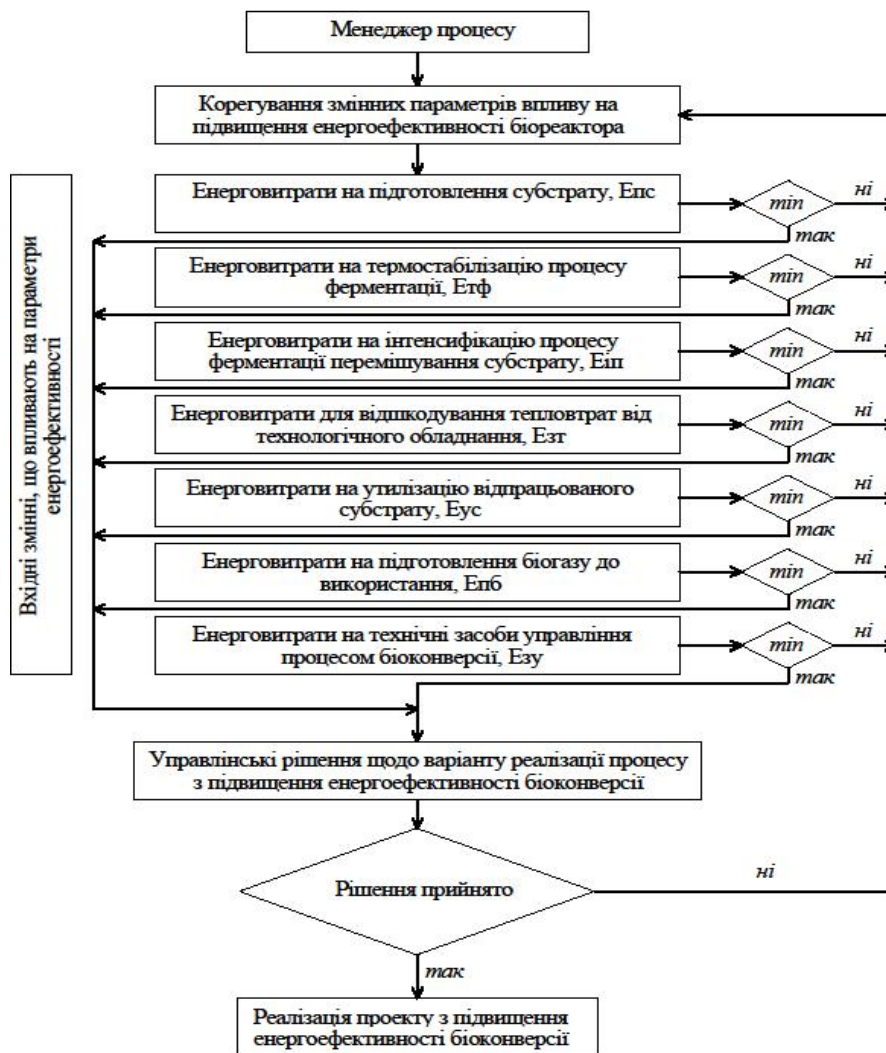 Менеджер процесу
Корегування змінних параметрів впливу на
підвищення енергоефективності біореактора
Вхідні змінні, що впливають на параметри
енергоефективності
Енерговитрати на підготовлення субстрату, Епс
min
ні
так
Енерговитрати на термостабілізацію процесу
ферментації, Етф
min
ні
так
Енерговитрати на інтенсифікацію процесу
ферментації перемішування субстрату, Еіп
min
ні
так
Енерговитрати для відшкодування тепловтрат від
технологічного обладнання, Езт
min
ні
так
Енерговитрати на утилізацію відпрацьованого
субстрату, Еус
min
ні
так
Енерговитрати на підготовлення біогазу до
використання, Епб
min
ні
так
Енерговитрати на технічні засоби управління
процесом біоконверсії, Езу
min
ні
так
Управлінські рішення щодо варіанту реалізації процесу
з підвищення енергоефективності біоконверсії
Рішення прийнято
ні
так
Реалізація проекту з підвищення
енергоефективності біоконверсії